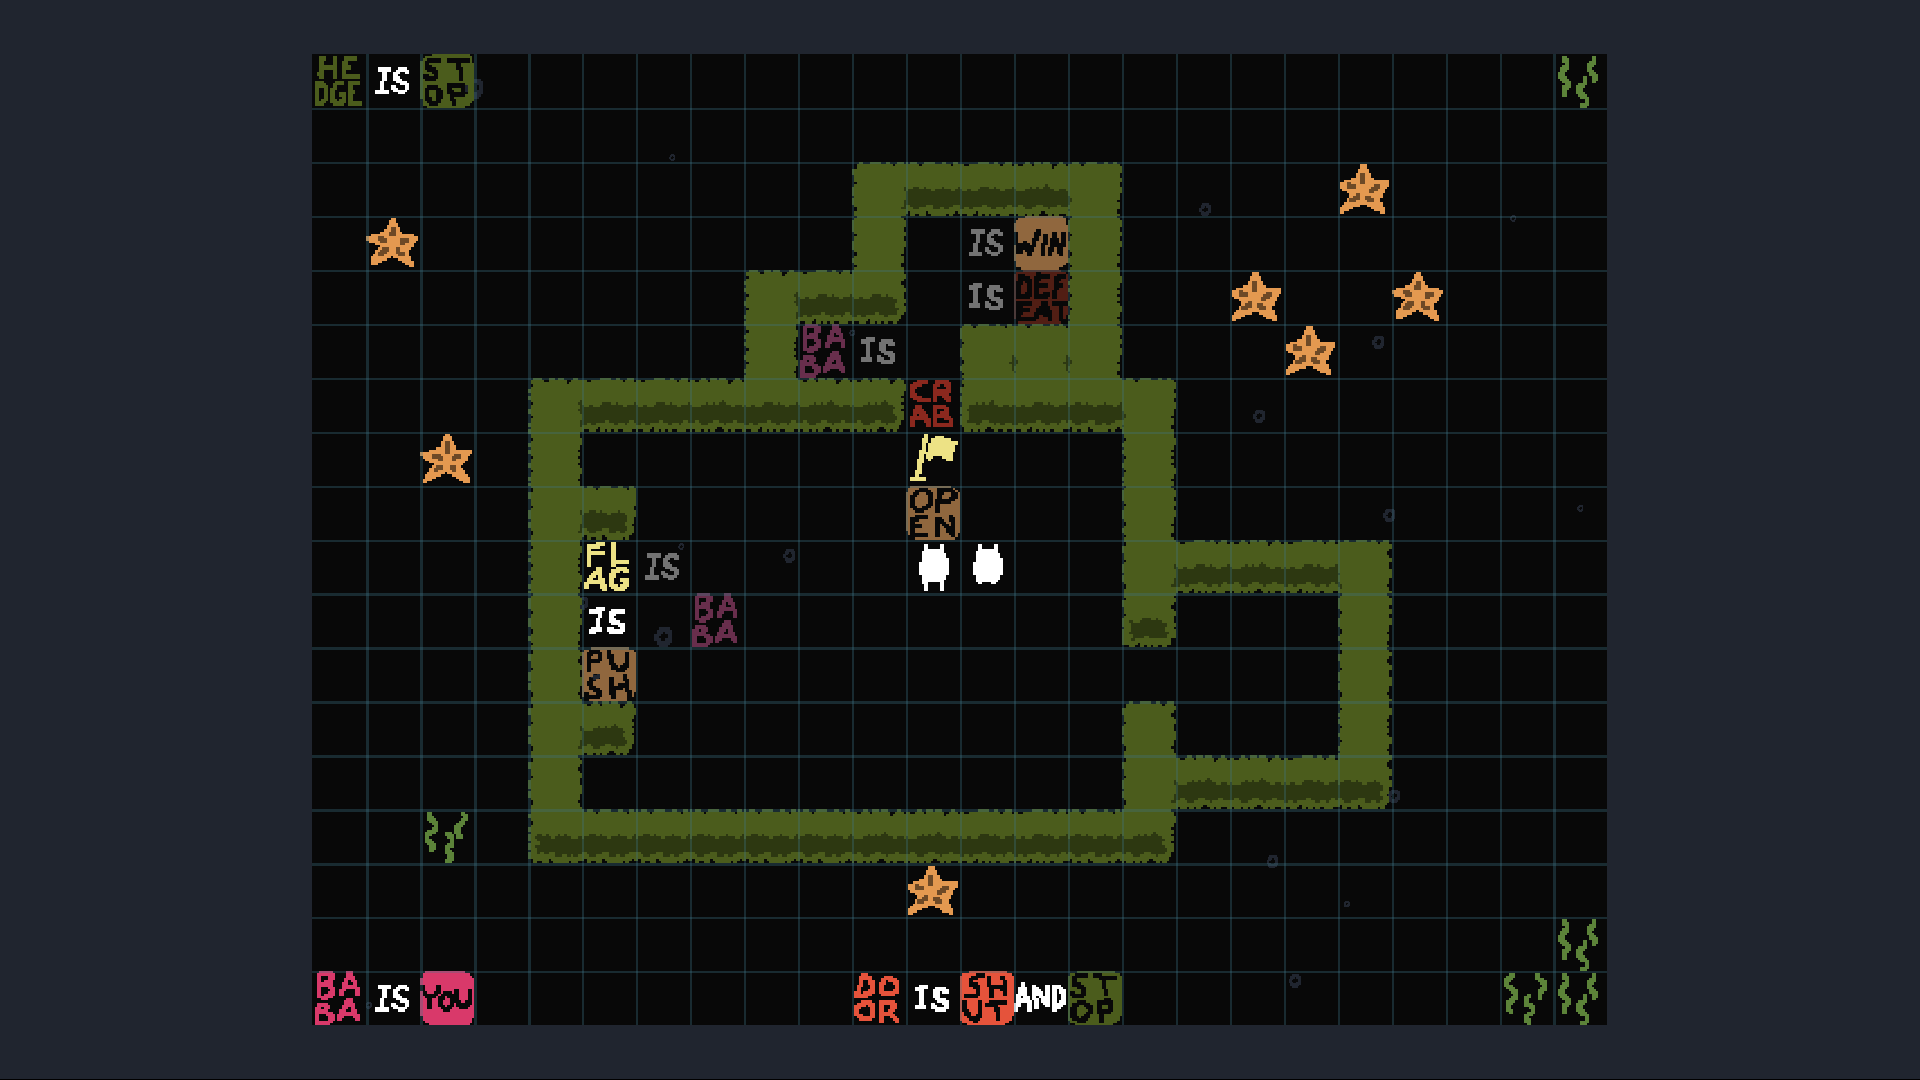 HEDGE IS STOP
IS WIN
IS DEFEAT
BABA IS
CRAB
OPEN
FLAG IS
IS BABA
PUSH
BABA IS YOU DOOR IS SHUT AND STOP